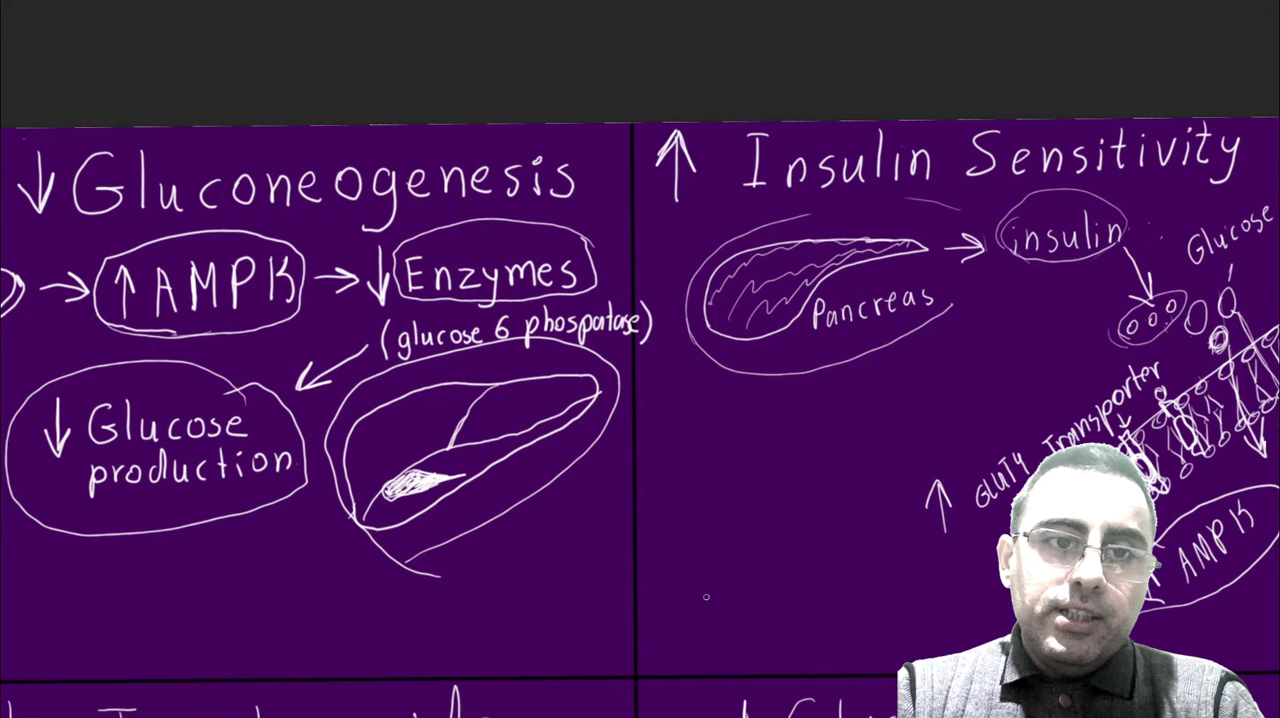 ↓ Gluconeogenesis
→ ↑ AMPK → ↓ Enzymes
(glucose 6 phospatase)
↓ Glucose
production
↑ Insulin Sensitivity
insulin
Glucose
Pancreas
↑ GLUT4 Transporter
↑ AMPK